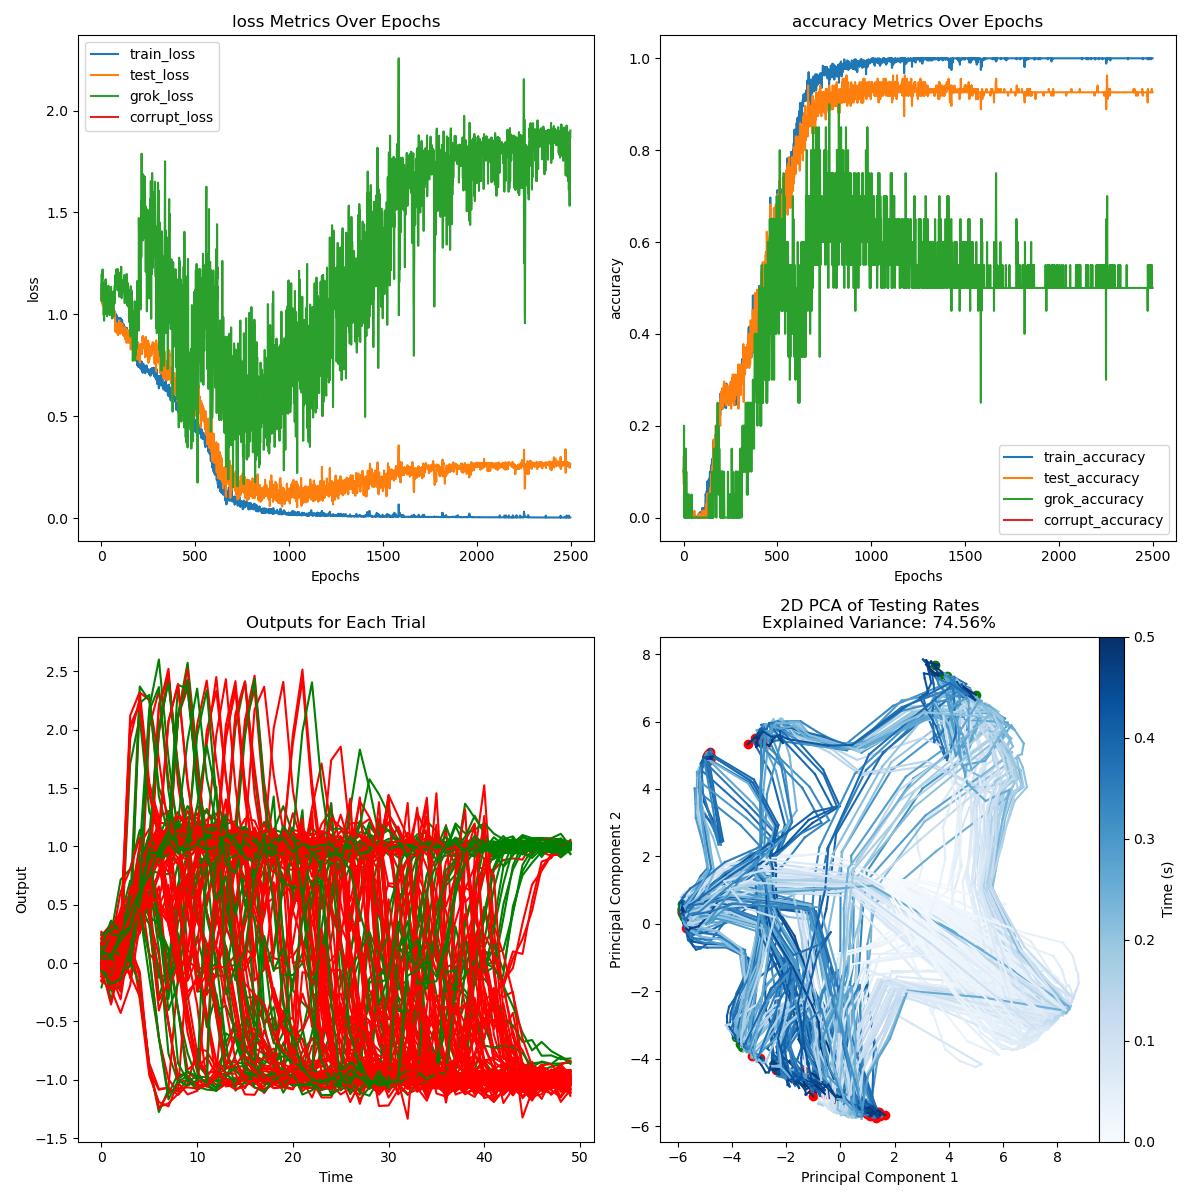 loss Metrics Over Epochs
train_loss
test_loss
grok_loss
corrupt_loss
2.0
1.5
1.0
0.5
0.0
loss
0
500
1000
1500
2000
2500
Epochs
accuracy Metrics Over Epochs
1.0
0.8
0.6
0.4
0.2
0.0
accuracy
train_accuracy
test_accuracy
grok_accuracy
corrupt_accuracy
0
500
1000
1500
2000
2500
Epochs
Outputs for Each Trial
2.5
2.0
1.5
1.0
0.5
0.0
−0.5
−1.0
−1.5
Output
0
10
20
30
40
50
Time
2D PCA of Testing Rates
Explained Variance: 74.56%
8
6
4
2
0
−2
−4
−6
Principal Component 2
−6
−4
−2
0
2
4
6
8
Principal Component 1
0.5
0.4
0.3
0.2
0.1
0.0
Time (s)